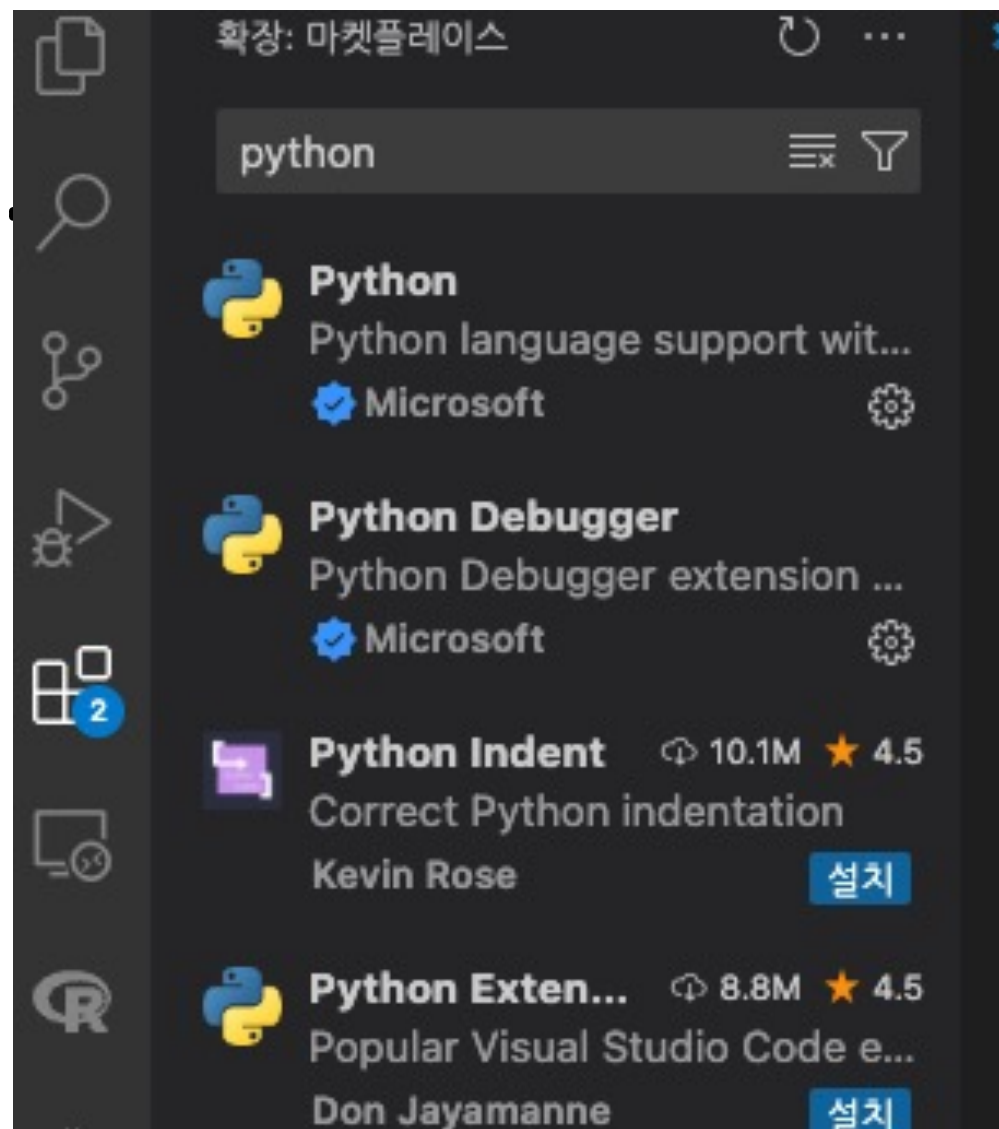 확장: 마켓플레이스
python
Python
Python language support wit...
Microsoft
Python Debugger
Python Debugger extension ...
Microsoft
2
Python Indent 10.1M 4.5
Correct Python indentation
Kevin Rose 설치
R
Python Exten... 8.8M 4.5
Popular Visual Studio Code e...
Don Jayamanne 설치